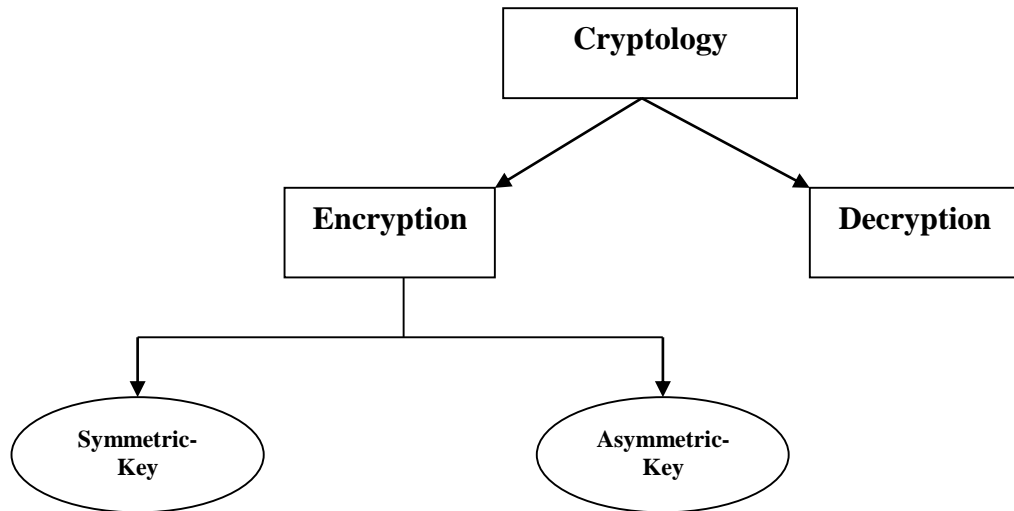 Cryptology
Encryption
Decryption
Symmetric-
Key
Asymmetric-
Key